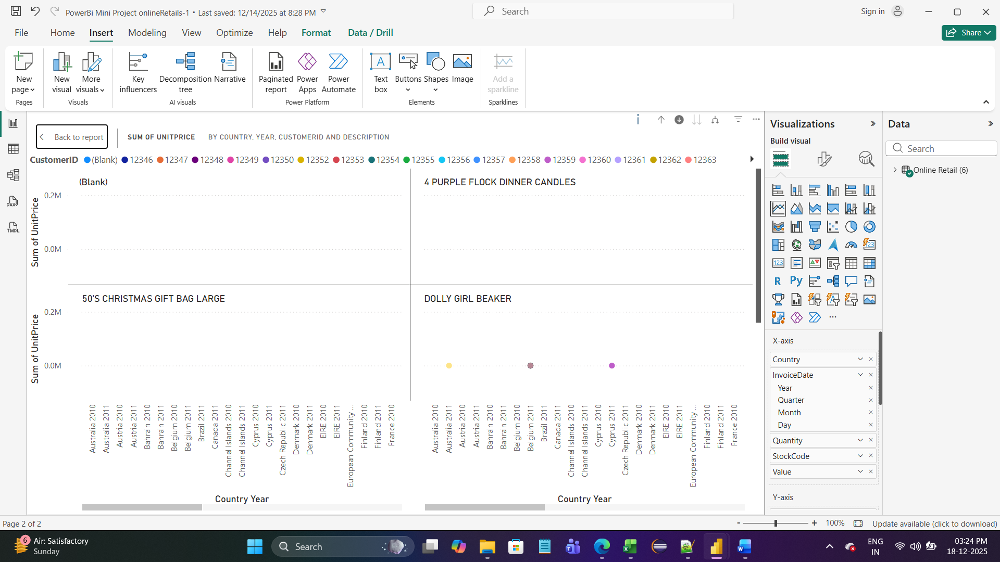 PowerBi Mini Project onlineRetails-1 • Last saved: 12/14/2025 at 8:28 PM
Search
Sign in
File Home Insert Modeling View Optimize Help Format Data / Drill
Share
New page
New visual
More visuals
Key influencers
Decomposition tree
Narrative
Paginated report
Power Apps
Power Automate
Text box
Buttons
Shapes
Image
Add a sparkline
Pages
Visuals
AI visuals
Power Platform
Elements
Sparklines
Back to report
SUM OF UNITPRICE
BY COUNTRY, YEAR, CUSTOMERID AND DESCRIPTION
CustomerID (Blank) 12346 12347 12348 12349 12350 12352 12353 12354 12355 12356 12357 12358 12359 12360 12361 12362 12363
(Blank)
4 PURPLE FLOCK DINNER CANDLES
0.2M
0.0M
Sum of UnitPrice
50'S CHRISTMAS GIFT BAG LARGE
DOLLY GIRL BEAKER
0.2M
0.0M
Sum of UnitPrice
Australia 2010
Australia 2011
Austria 2010
Austria 2011
Bahrain 2010
Bahrain 2011
Belgium 2010
Belgium 2011
Brazil 2011
Canada 2011
Channel Islands 2010
Channel Islands 2011
Cyprus 2010
Cyprus 2011
Czech Republic 2011
Denmark 2010
Denmark 2011
EIRE 2010
EIRE 2011
European Community ...
Finland 2010
Finland 2011
France 2010
Country Year
Australia 2010
Australia 2011
Austria 2010
Austria 2011
Bahrain 2010
Bahrain 2011
Belgium 2010
Belgium 2011
Brazil 2011
Canada 2011
Channel Islands 2010
Channel Islands 2011
Cyprus 2010
Cyprus 2011
Czech Republic 2011
Denmark 2010
Denmark 2011
EIRE 2010
EIRE 2011
European Community ...
Finland 2010
Finland 2011
France 2010
Country Year
DAX
TMDL
Visualizations
Build visual
123
123
R
Py
X-axis
Country
InvoiceDate
Year
Quarter
Month
Day
Quantity
StockCode
Value
Y-axis
Data
Search
Online Retail (6)
Page 2 of 2
- + 100%
Update available (click to download)
6
Air: Satisfactory
Sunday
Search
ENG
IN
03:24 PM
18-12-2025